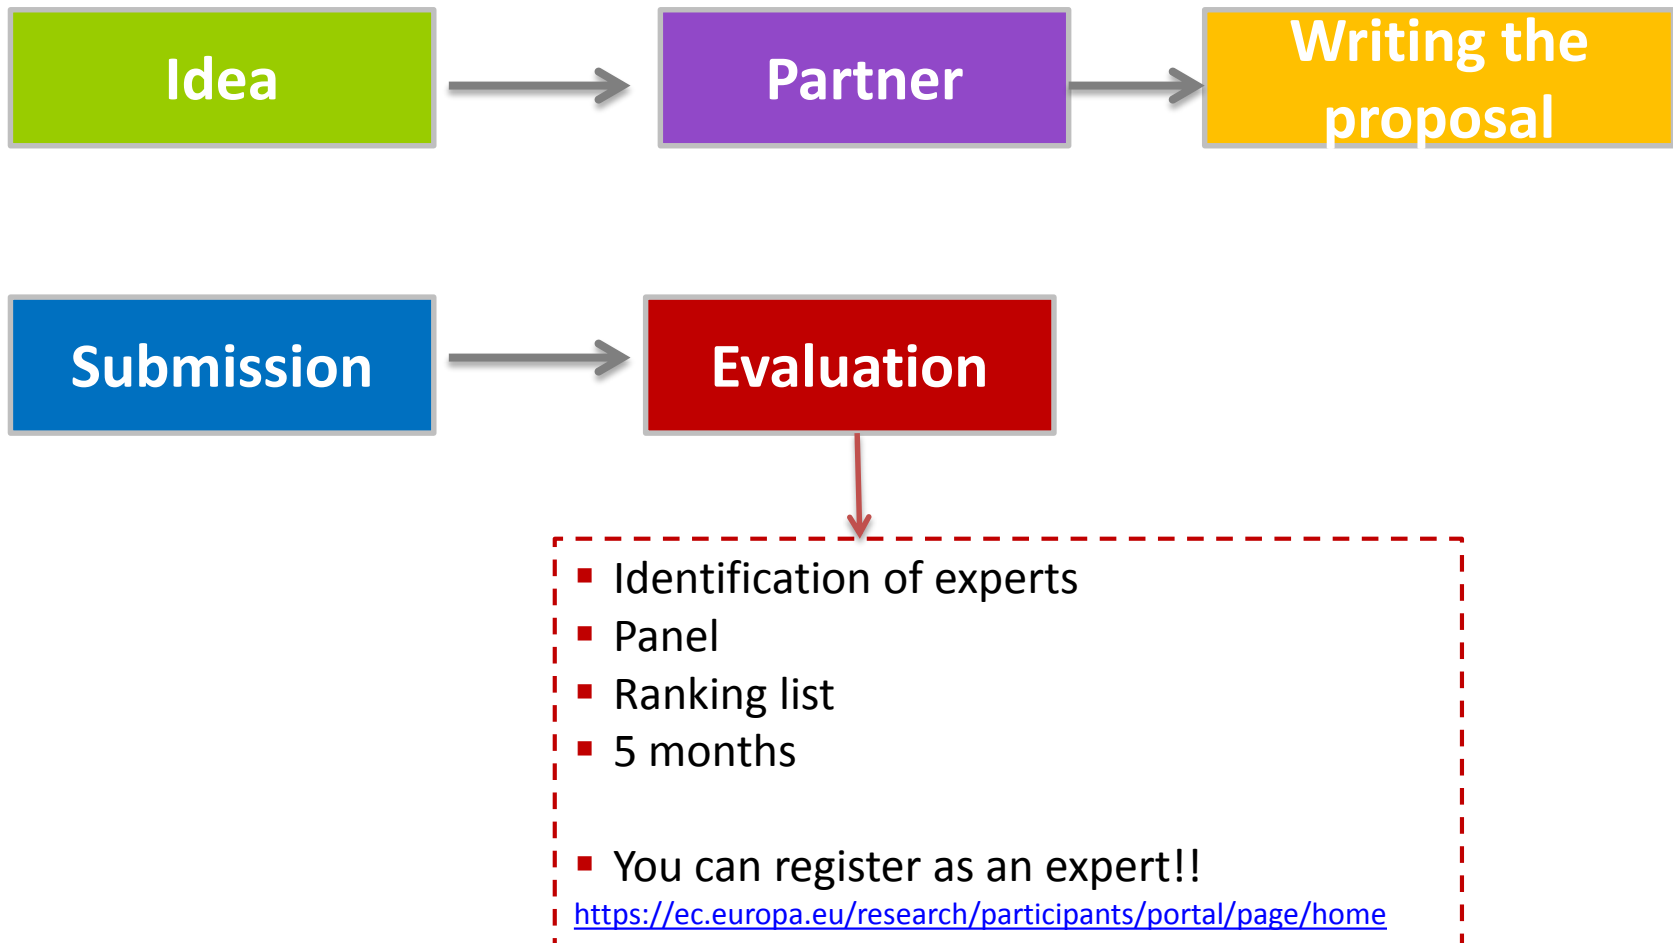 Idea
Partner
Writing the
proposal
Submission
Evaluation
▪ Identification of experts
▪ Panel
▪ Ranking list
▪ 5 months
▪ You can register as an expert!!
https://ec.europa.eu/research/participants/portal/page/home